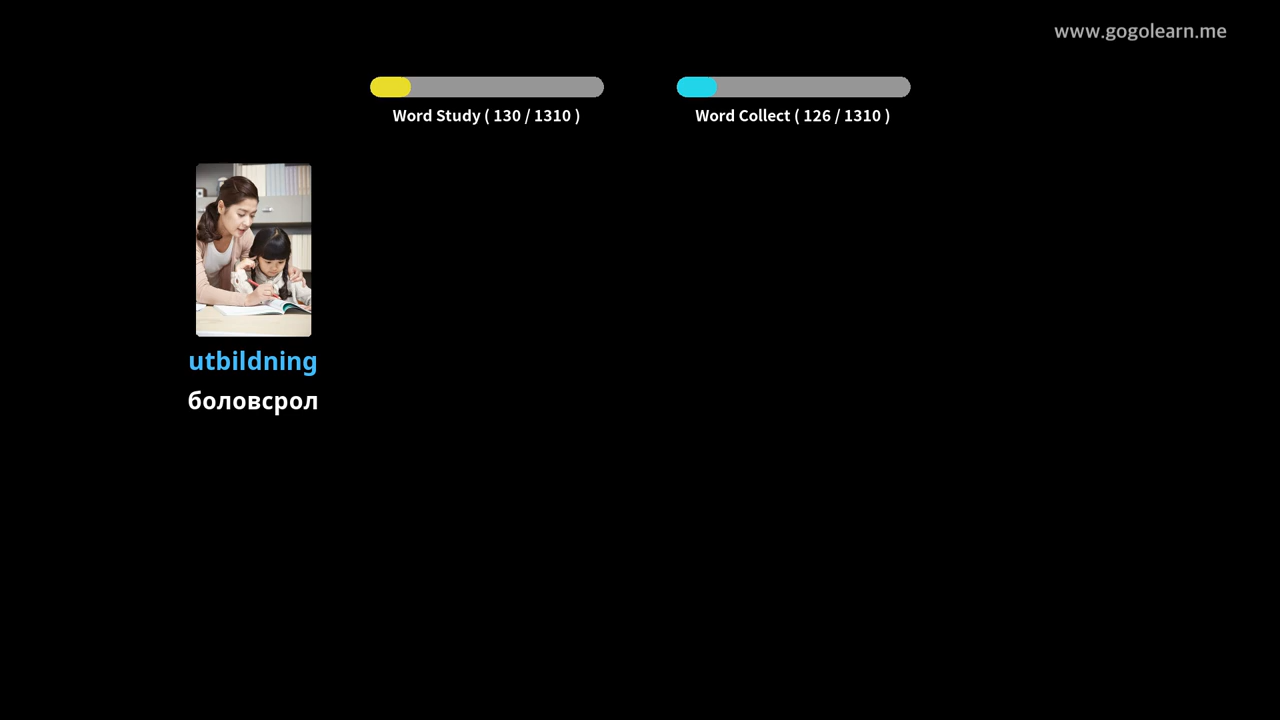 www.gogolearn.me
Word Study ( 130 / 1310 )
Word Collect ( 126 / 1310 )
utbildning
боловсрол